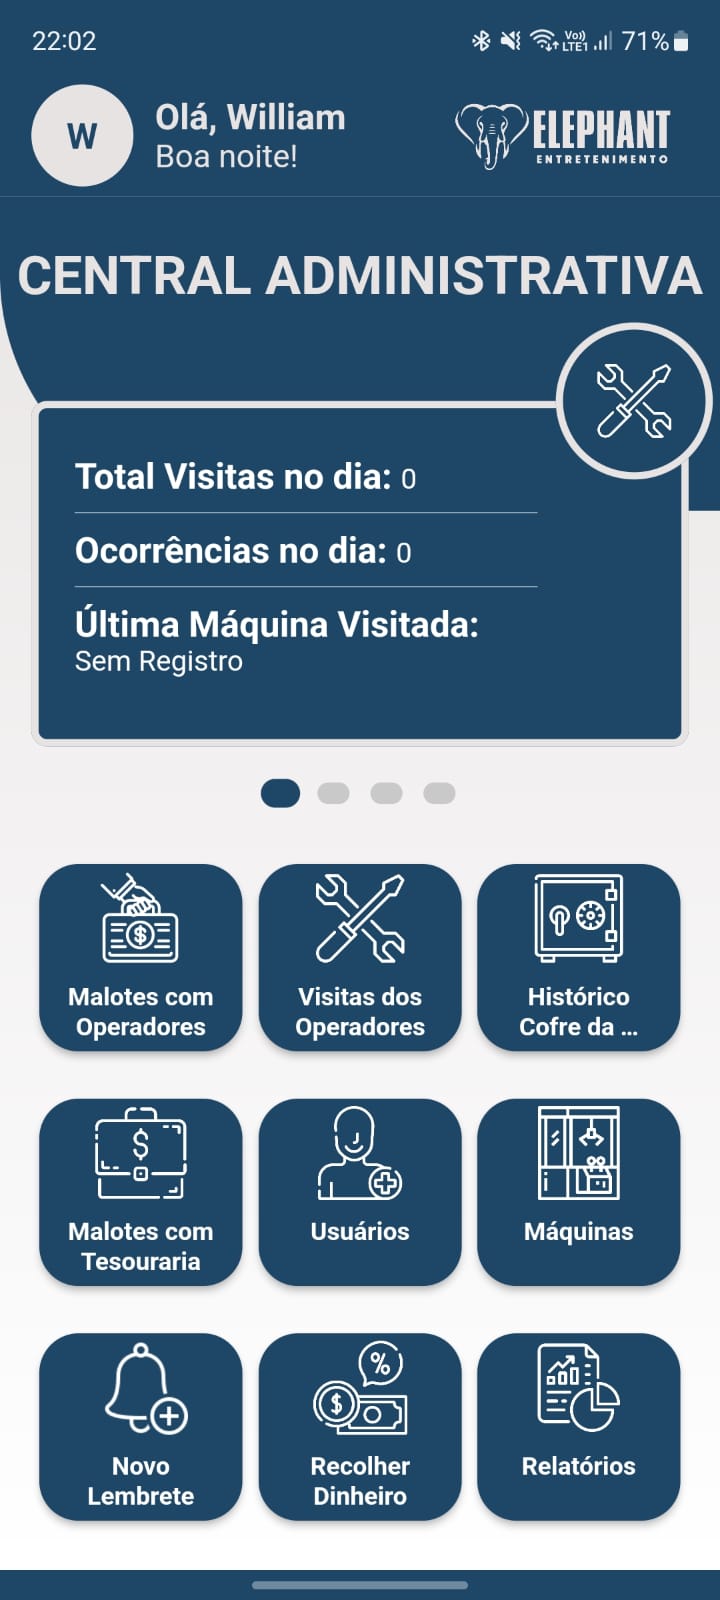 22:02
Vo))
LTE1
71%
W
Olá, William
Boa noite!
ELEPHANT
ENTRETENIMENTO
CENTRAL ADMINISTRATIVA
Total Visitas no dia: 0
Ocorrências no dia: 0
Última Máquina Visitada:
Sem Registro
Malotes com
Operadores
Visitas dos
Operadores
Histórico
Cofre da ...
Malotes com
Tesouraria
Usuários
Máquinas
Novo
Lembrete
Recolher
Dinheiro
Relatórios